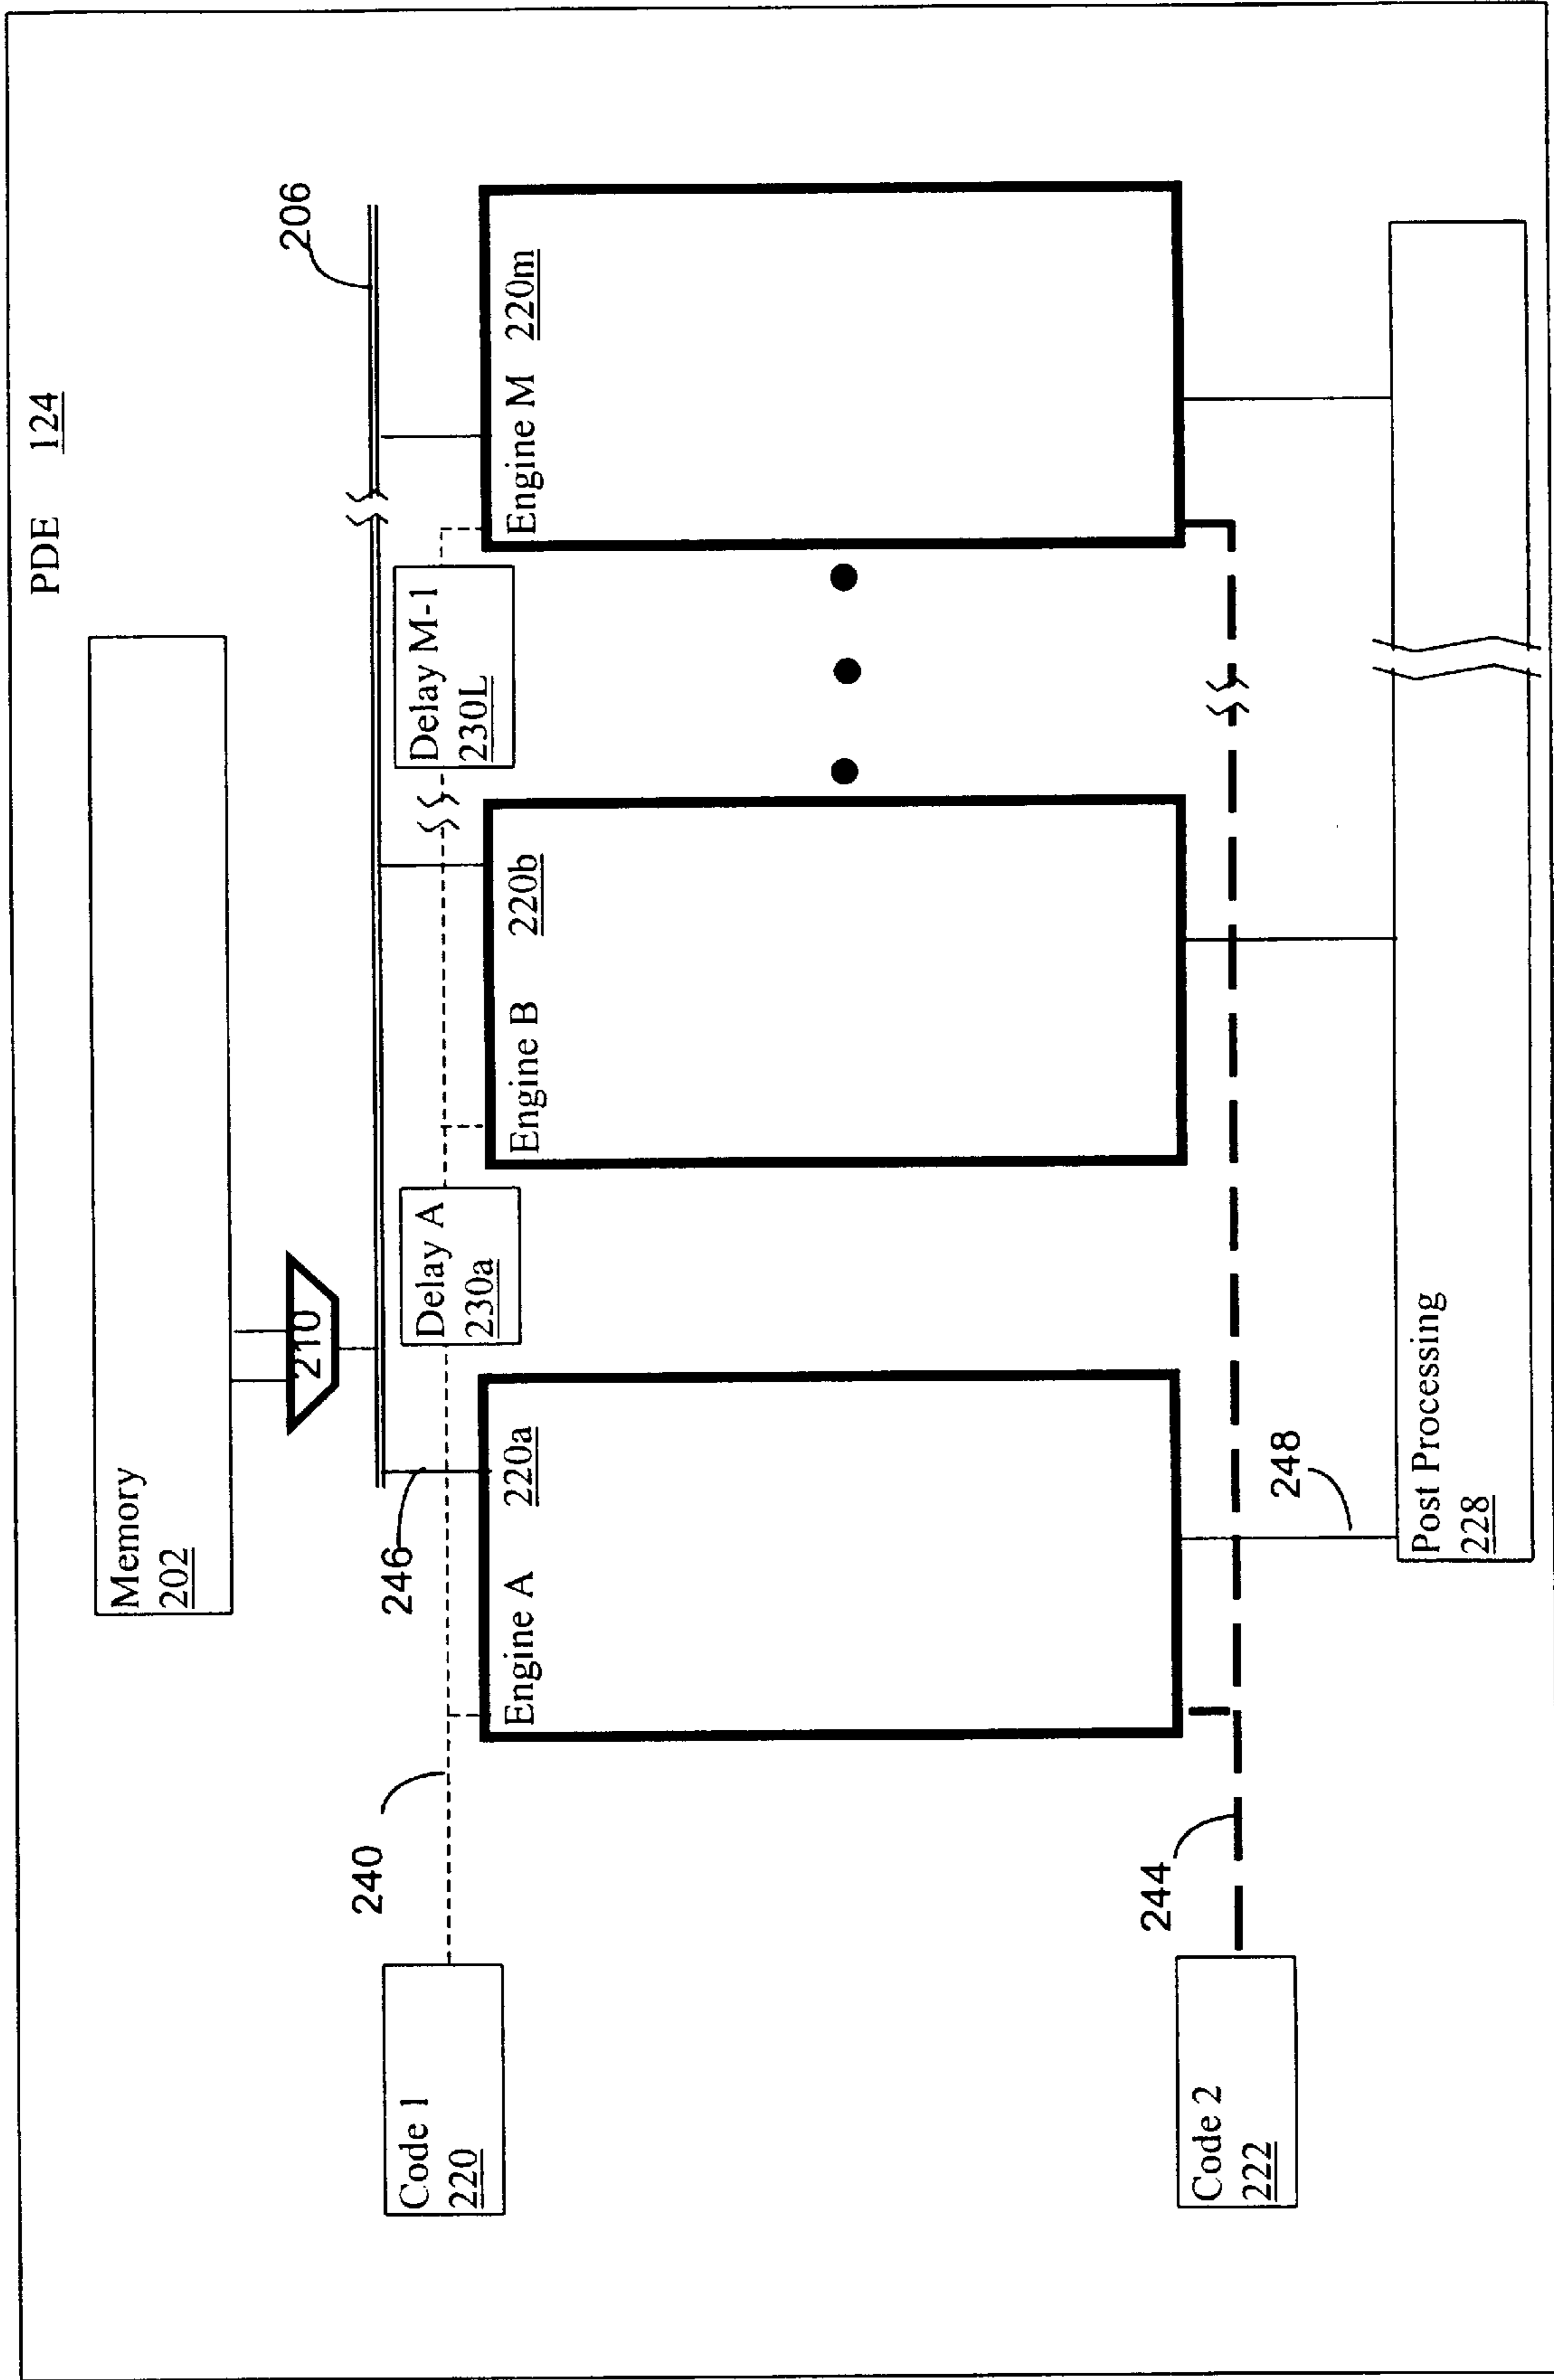 PDE 124
Memory
202
210
206
246
240
Code 1
220
Delay A
230a
Delay M-1
230L
Engine A 220a
Engine B 220b
Engine M 220m
244
Code 2
222
248
Post Processing
228